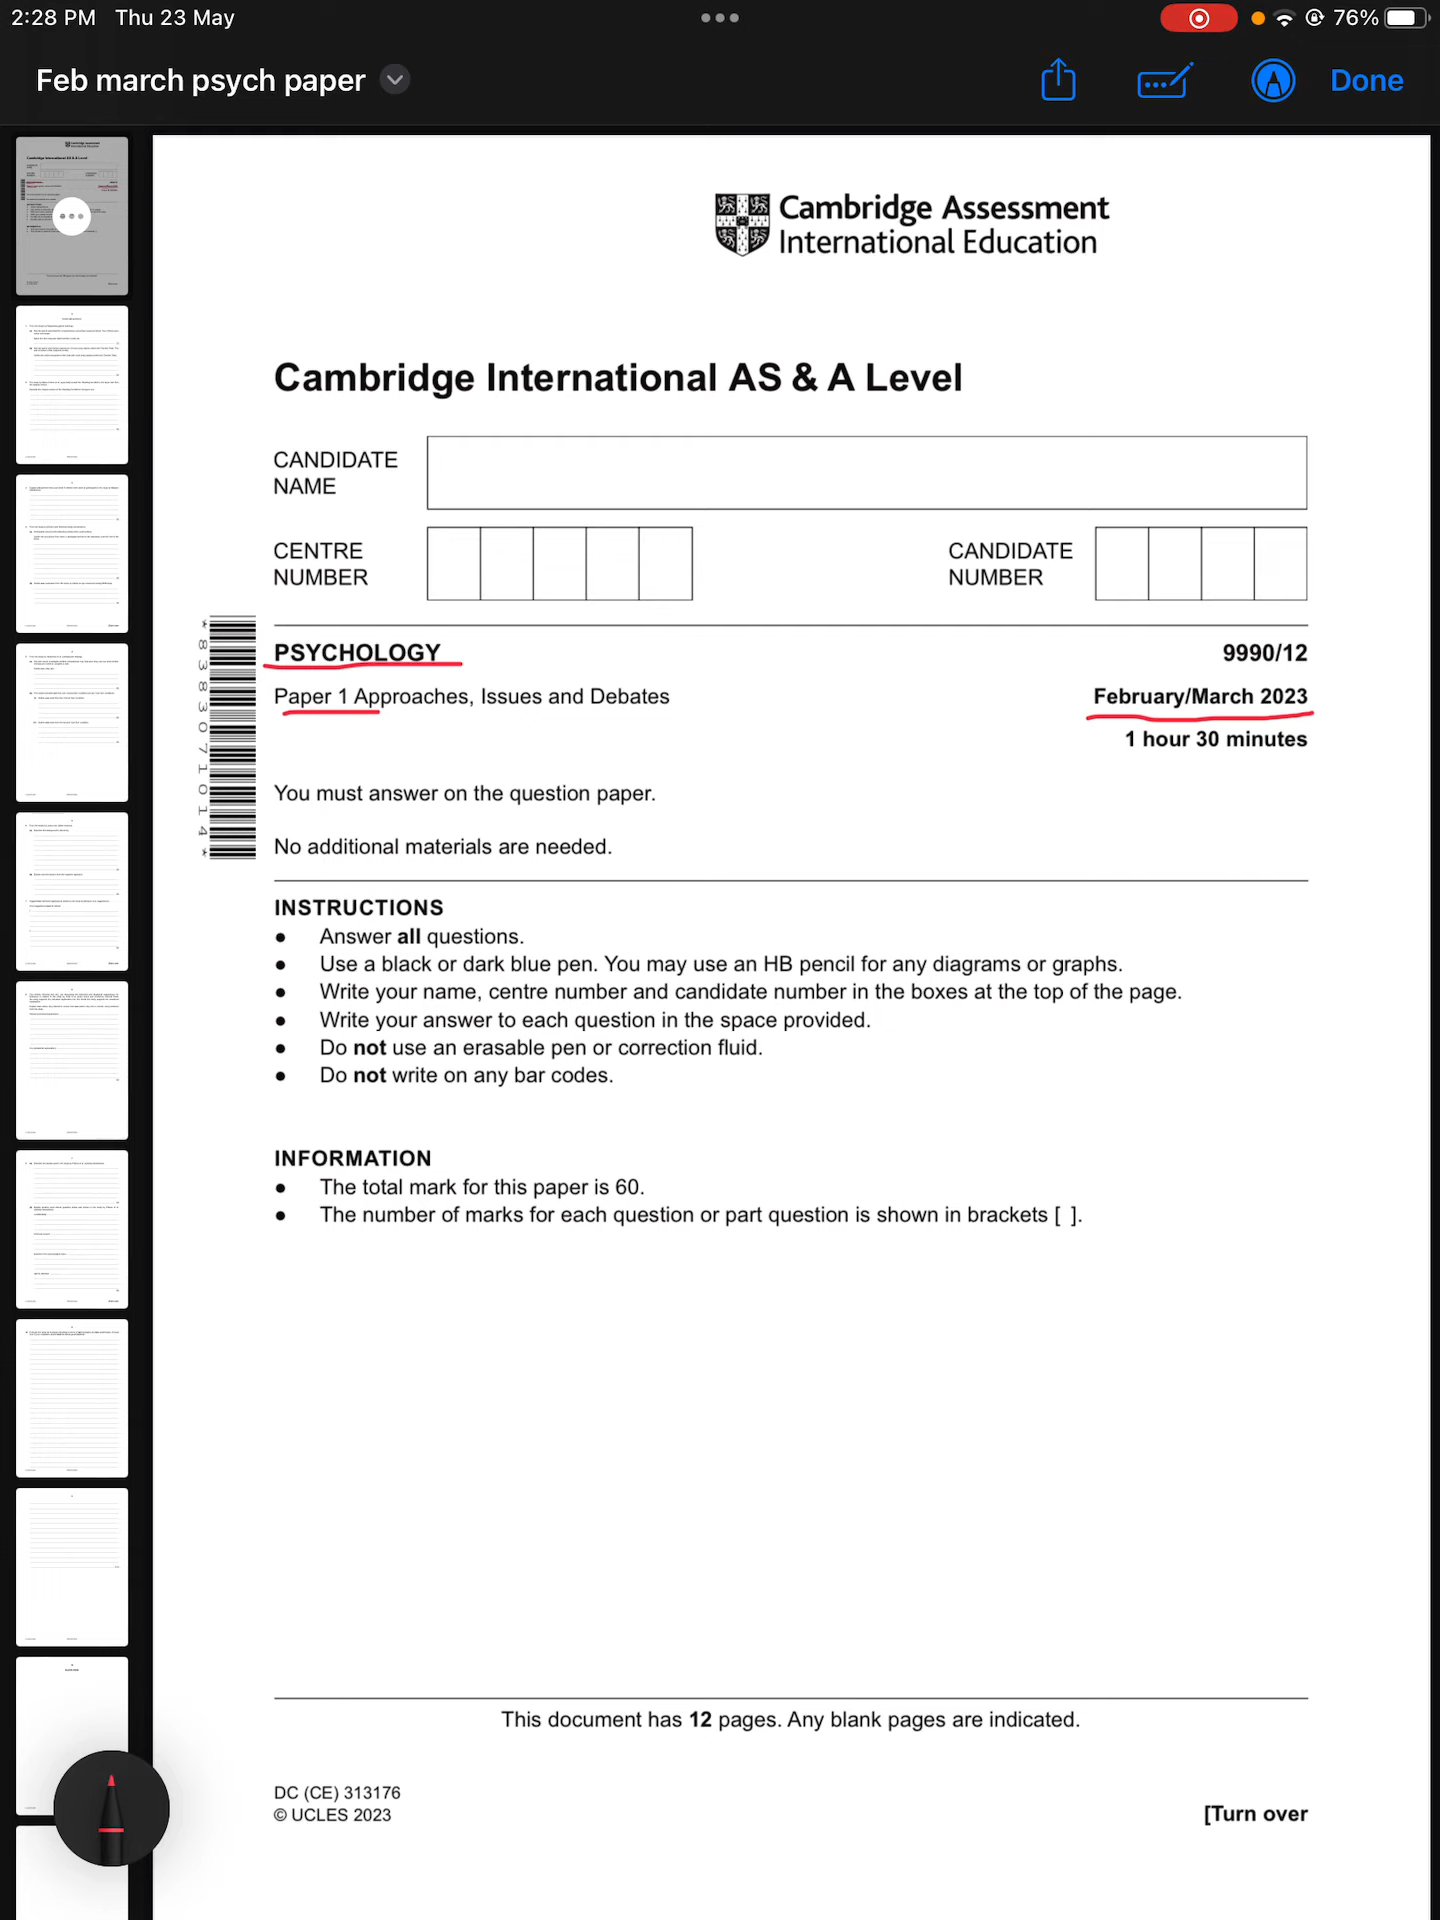 2:28 PM Thu 23 May
76%
Feb march psych paper
Done
Cambridge Assessment
International Education
Cambridge International AS & A Level
CANDIDATE
NAME
CENTRE
NUMBER
CANDIDATE
NUMBER
*8383071014*
PSYCHOLOGY
9990/12
Paper 1 Approaches, Issues and Debates
February/March 2023
1 hour 30 minutes
You must answer on the question paper.
No additional materials are needed.
INSTRUCTIONS
● Answer all questions.
● Use a black or dark blue pen. You may use an HB pencil for any diagrams or graphs.
● Write your name, centre number and candidate number in the boxes at the top of the page.
● Write your answer to each question in the space provided.
● Do not use an erasable pen or correction fluid.
● Do not write on any bar codes.
INFORMATION
● The total mark for this paper is 60.
● The number of marks for each question or part question is shown in brackets [ ].
This document has 12 pages. Any blank pages are indicated.
DC (CE) 313176
© UCLES 2023
[Turn over